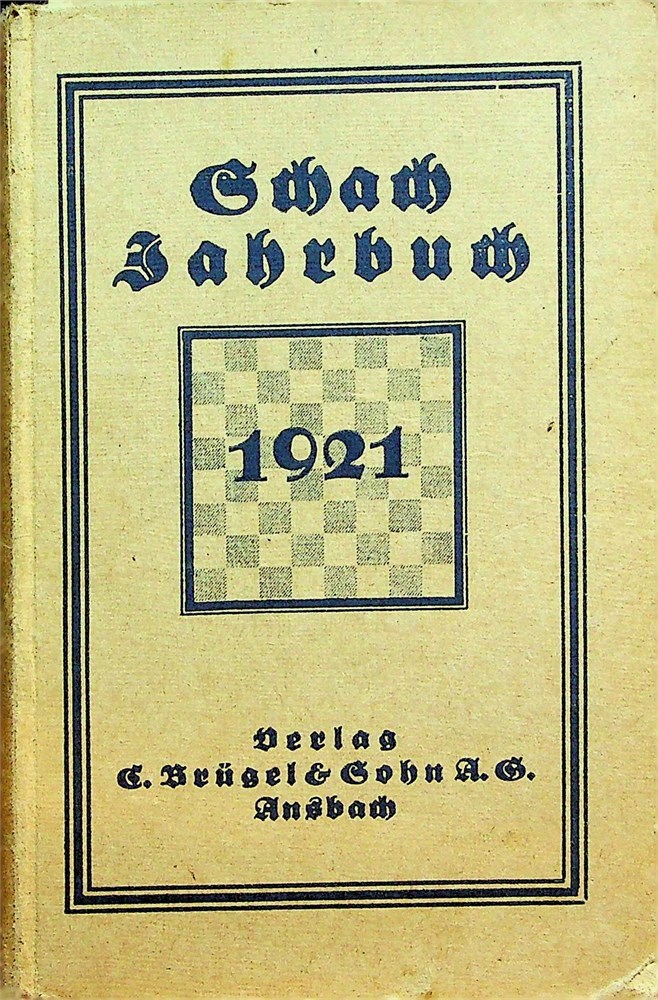 Schach
Jahrbuch
1921
Verlag
C. Brügel & Sohn A. G.
Ansbach